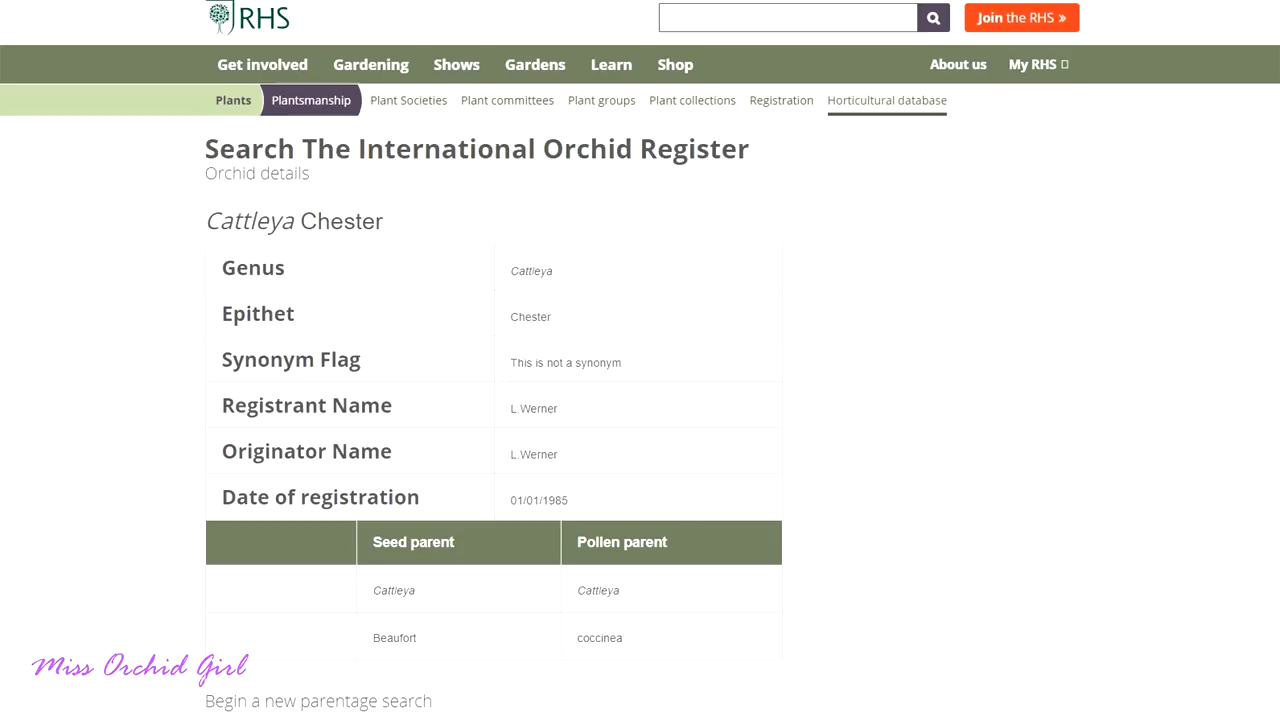 RHS
Join the RHS »
Get involved Gardening Shows Gardens Learn Shop About us My RHS
Plants Plantsmanship Plant Societies Plant committees Plant groups Plant collections Registration Horticultural database
Search The International Orchid Register
Orchid details
Cattleya Chester
Genus Cattleya
Epithet Chester
Synonym Flag This is not a synonym
Registrant Name L.Werner
Originator Name L.Werner
Date of registration 01/01/1985
Seed parent Pollen parent
Cattleya Cattleya
Beaufort coccinea
Miss Orchid Girl
Begin a new parentage search